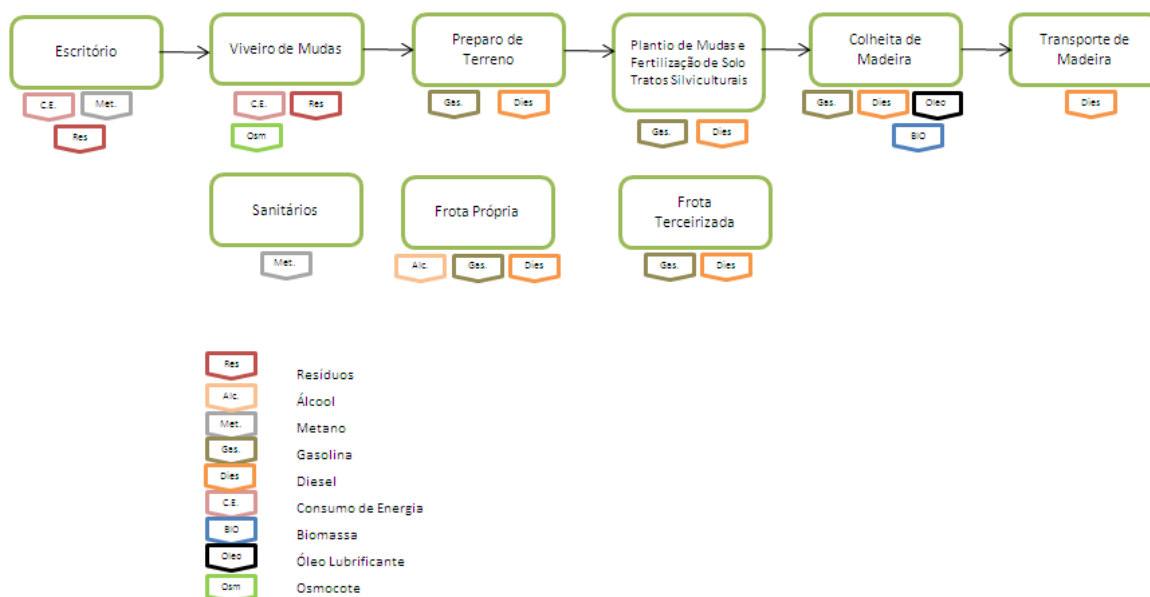 Escritório
C.E.
Met.
Res
Viveiro de Mudas
C.E.
Res
Osm
Preparo de
Terreno
Gas.
Dies
Plantio de Mudas e
Fertilização de Solo
Tratos Silviculturais
Gas.
Dies
Colheita de
Madeira
Gas.
Dies
Oleo
BIO
Transporte de
Madeira
Dies
Sanitários
Met.
Frota Própria
Alc.
Gas.
Dies
Frota
Terceirizada
Gas.
Dies
Res
Resíduos
Alc.
Álcool
Met.
Metano
Gas.
Gasolina
Dies
Diesel
C.E.
Consumo de Energia
BIO
Biomassa
Oleo
Óleo Lubrificante
Osm
Osmocote